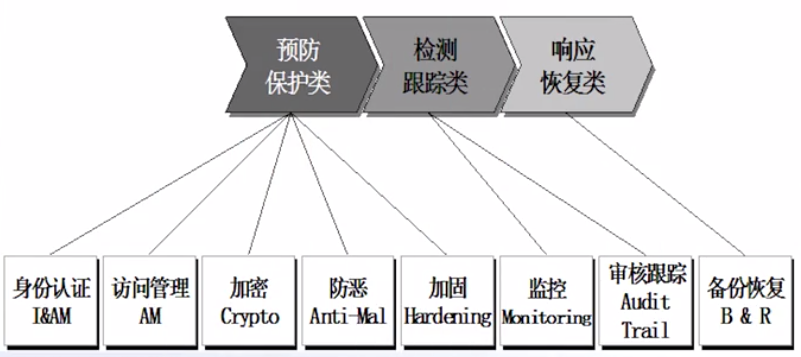 预防
保护类
检测
跟踪类
响应
恢复类
身份认证
I&AM
访问管理
AM
加密
Crypto
防恶
Anti-Mal
加固
Hardening
监控
Monitoring
审核跟踪
Audit
Trail
备份恢复
B & R